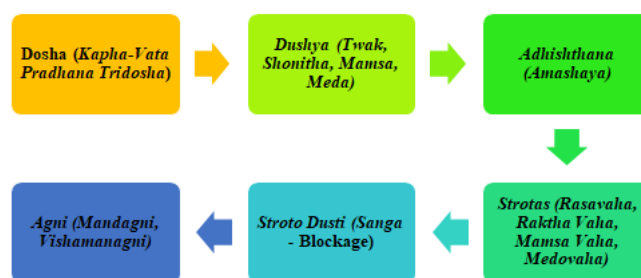 Dosha (Kapha-Vata
Pradhana Tridosha)
Dushya (Twak,
Shonitha, Mamsa,
Meda)
Adhishthana
(Amashaya)
Strotas (Rasavaha,
Raktha Vaha,
Mamsa Vaha,
Medovaha)
Stroto Dusti (Sanga
- Blockage)
Agni (Mandagni,
Vishamanagni)